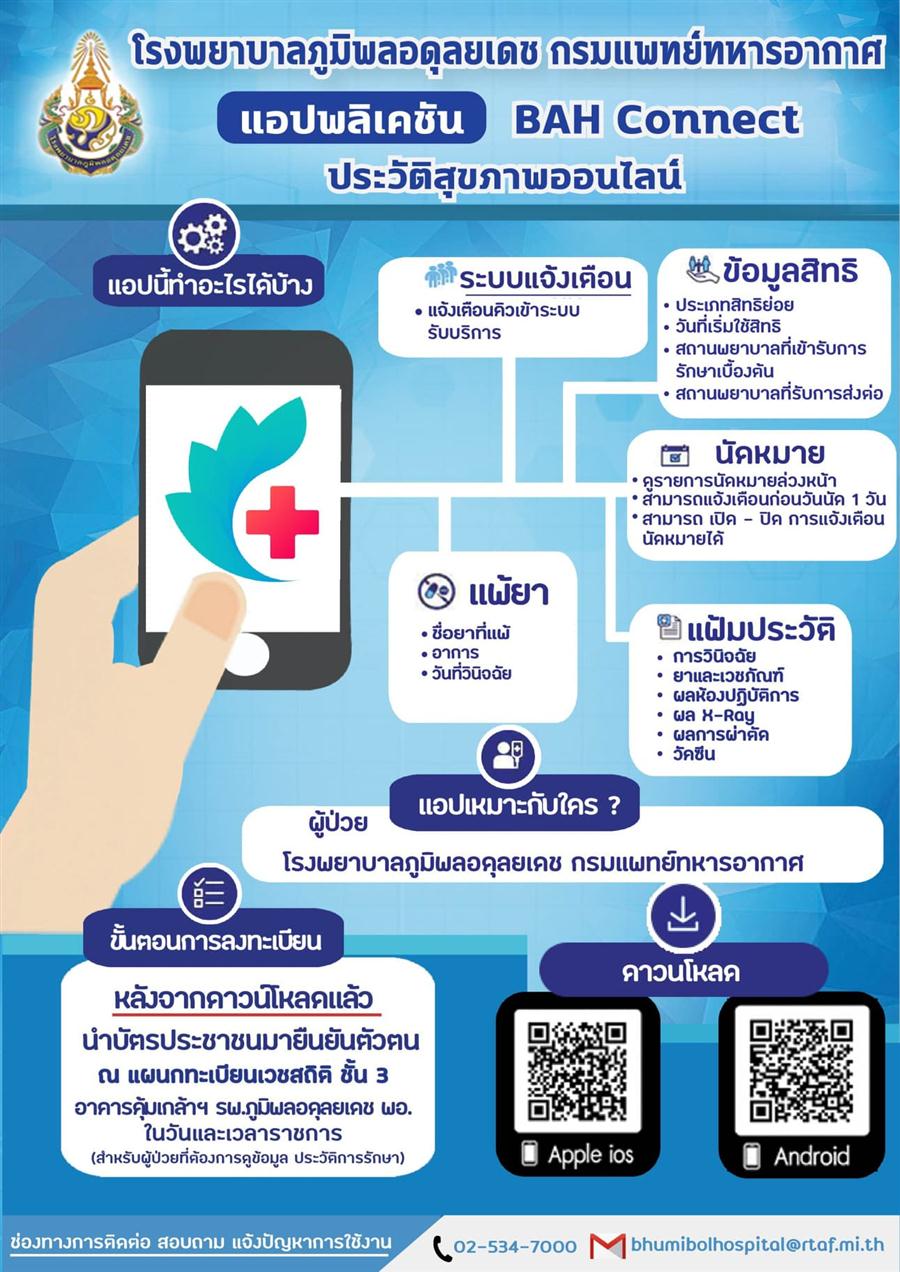 โรงพยาบาลภูมิพลอดุลยเดช กรมแพทย์ทหารอากาศ
แอปพลิเคชัน BAH Connect
ประวัติสุขภาพออนไลน์
แอปนี้ทำอะไรได้บ้าง
ระบบแจ้งเตือน
• แจ้งเตือนคิวเข้าระบบ
รับบริการ
ข้อมูลสิทธิ
• ประเภทสิทธิย่อย
• วันที่เริ่มใช้สิทธิ
• สถานพยาบาลที่เข้ารับการ
รักษาเบื้องต้น
• สถานพยาบาลที่รับการส่งต่อ
นัดหมาย
• ดูรายการนัดหมายล่วงหน้า
• สามารถแจ้งเตือนก่อนวันนัด 1 วัน
• สามารถ เปิด - ปิด การแจ้งเตือน
นัดหมายได้
แพ้ยา
• ชื่อยาที่แพ้
• อาการ
• วันที่วินิจฉัย
แฟ้มประวัติ
• การวินิจฉัย
• ยาและเวชภัณฑ์
• ผลห้องปฏิบัติการ
• ผล X-Ray
• ผลการผ่าตัด
• วัคซีน
แอปเหมาะกับใคร ?
ผู้ป่วย
โรงพยาบาลภูมิพลอดุลยเดช กรมแพทย์ทหารอากาศ
ขั้นตอนการลงทะเบียน
หลังจากดาวน์โหลดแล้ว
นำบัตรประชาชนมายืนยันตัวตน
ณ แผนกทะเบียนเวชสถิติ ชั้น 3
อาคารคุ้มเกล้าฯ รพ.ภูมิพลอดุลยเดช พอ.
ในวันและเวลาราชการ
(สำหรับผู้ป่วยที่ต้องการดูข้อมูล ประวัติการรักษา)
ดาวนโหลด
Apple ios
Android
ช่องทางการติดต่อ สอบถาม แจ้งปัญหาการใช้งาน
02-534-7000
bhumibolhospital@rtaf.mi.th